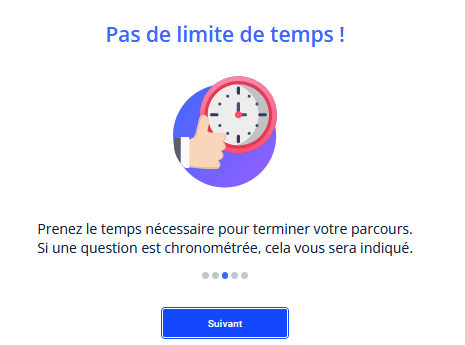 Pas de limite de temps !
Prenez le temps nécessaire pour terminer votre parcours.
Si une question est chronométrée, cela vous sera indiqué.
Suivant